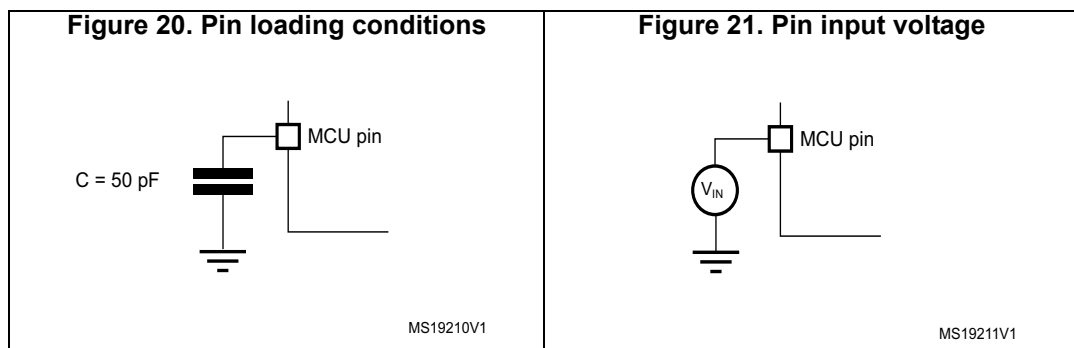 Figure 20. Pin loading conditions
MCU pin
C = 50 pF
MS19210V1
Figure 21. Pin input voltage
MCU pin
VIN
MS19211V1